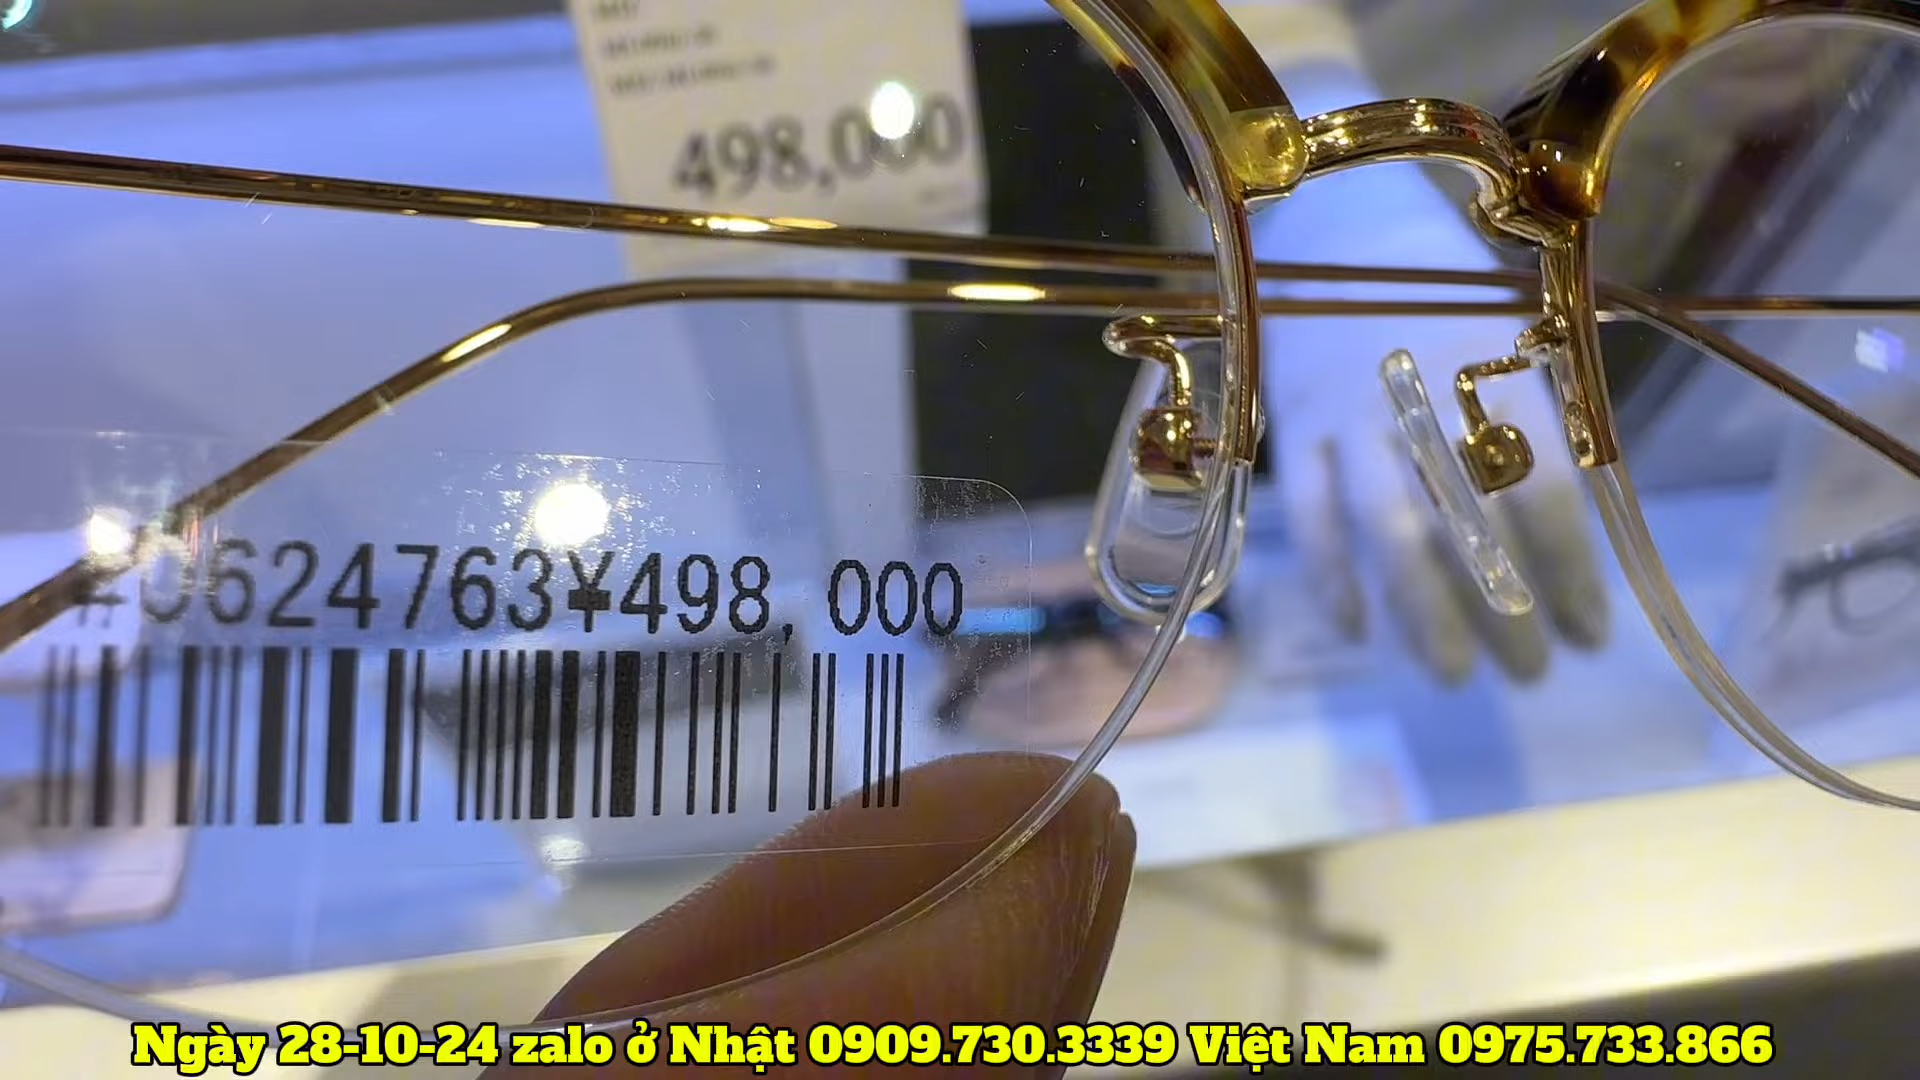 498,000
#0624763¥498,000
Ngày 28-10-24 zalo ở Nhật 0909.730.3339 Việt Nam 0975.733.866